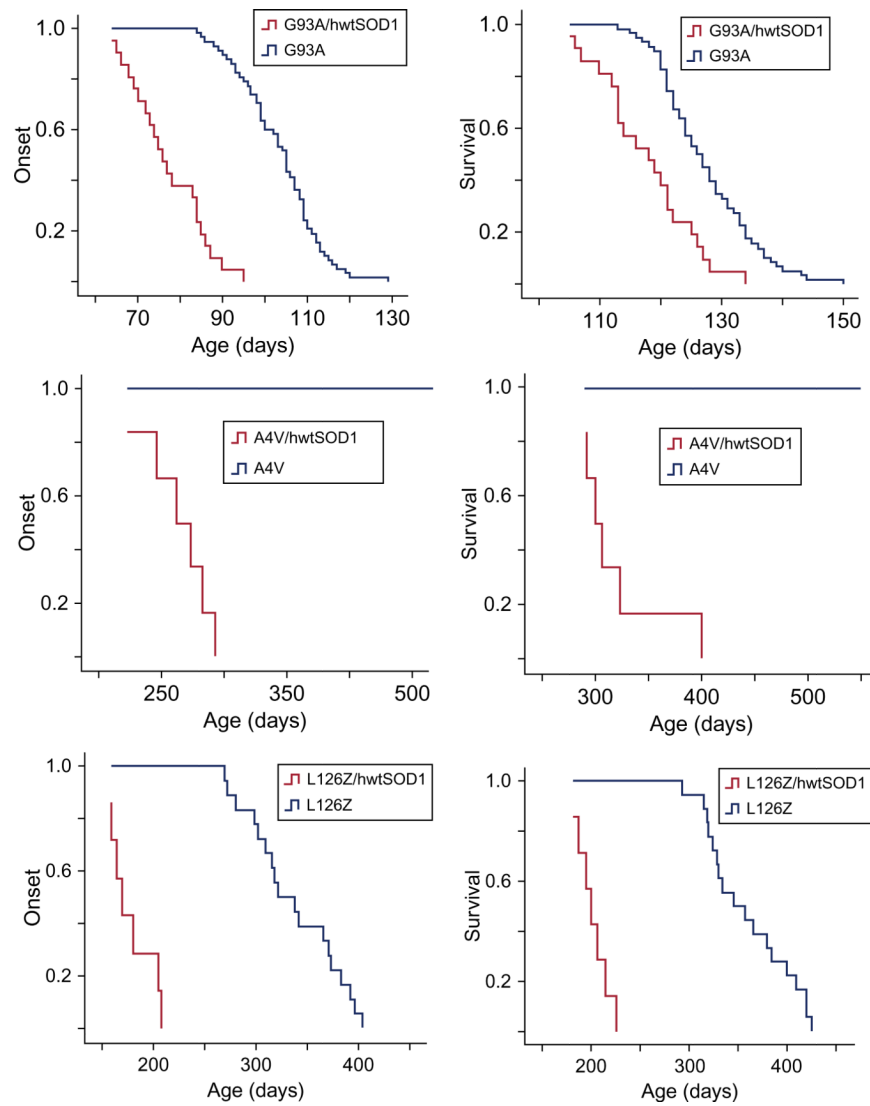 1.0
0.6
0.2
Onset
G93A/hwtSOD1
G93A
70 90 110 130
Age (days)
1.0
0.6
0.2
Survival
G93A/hwtSOD1
G93A
110 130 150
Age (days)
1.0
0.6
0.2
Onset
A4V/hwtSOD1
A4V
250 350 500
Age (days)
1.0
0.6
0.2
Survival
A4V/hwtSOD1
A4V
300 400 500
Age (days)
1.0
0.6
0.2
Onset
L126Z/hwtSOD1
L126Z
200 300 400
Age (days)
1.0
0.6
0.2
Survival
L126Z/hwtSOD1
L126Z
200 300 400
Age (days)